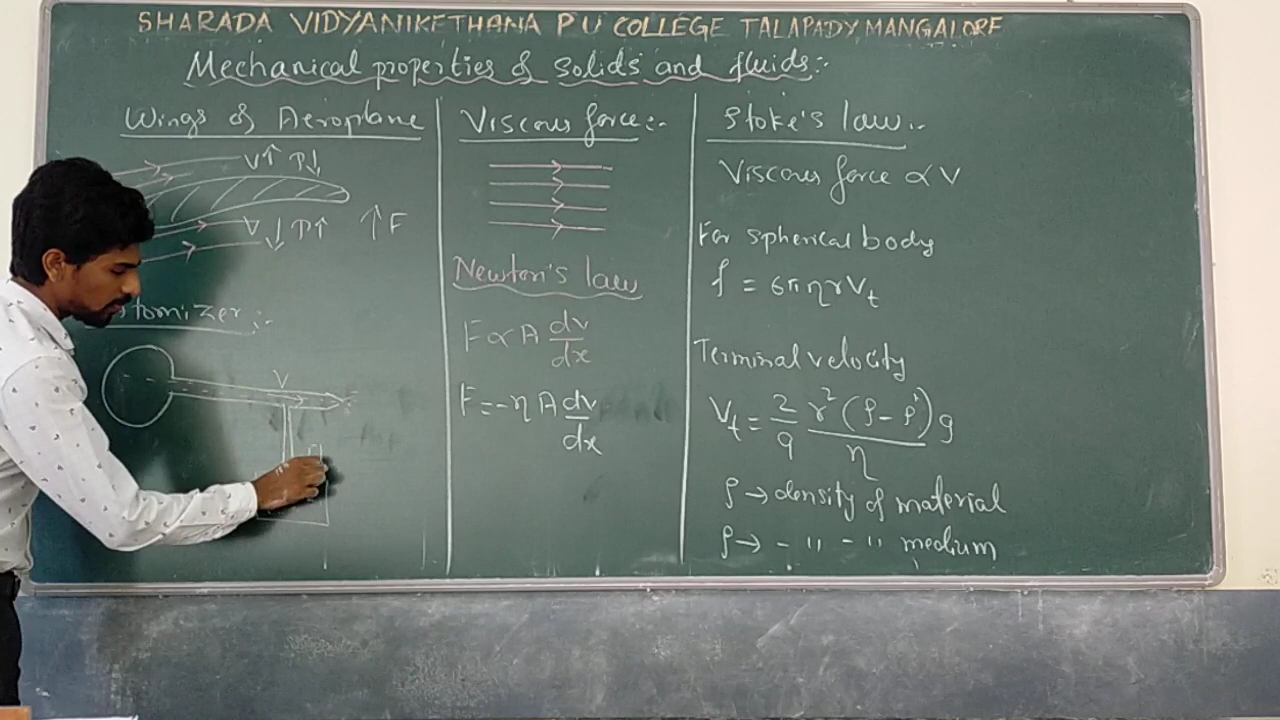 SHARADA VIDYANIKETHANA P U COLLEGE TALAPADY MANGALORE
Mechanical properties of solids and fluids:-
Wings of Aeroplane
V↑ P↓
V↓ P↑ ↑F
tomizer:-
V
Viscous force:-
Newton's law
F∝A dv/dx
F=-ηA dv/dx
Stoke's law:-
Viscous force ∝ V
For spherical body
f = 6πηrVt
Terminal velocity
Vt = 2/9 r²(ρ-ρ')g/η
ρ→density of material
ρ→ - " - " medium